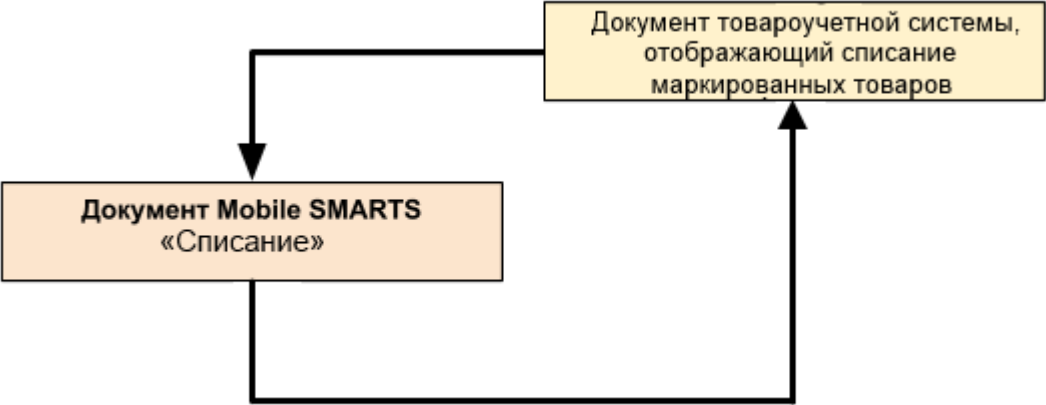 Документ товароучетной системы,
отображающий списание
маркированных товаров
Документ Mobile SMARTS
«Списание»